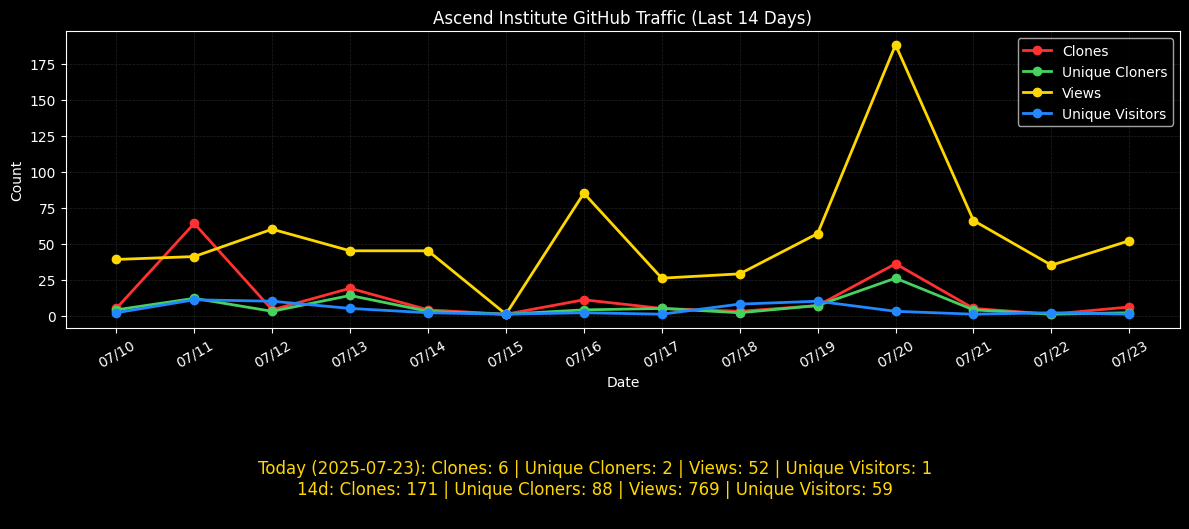 Ascend Institute GitHub Traffic (Last 14 Days)
Clones
Unique Cloners
Views
Unique Visitors
Count
175
150
125
100
75
50
25
0
07/10 07/11 07/12 07/13 07/14 07/15 07/16 07/17 07/18 07/19 07/20 07/21 07/22 07/23
Date
Today (2025-07-23): Clones: 6 | Unique Cloners: 2 | Views: 52 | Unique Visitors: 1
14d: Clones: 171 | Unique Cloners: 88 | Views: 769 | Unique Visitors: 59